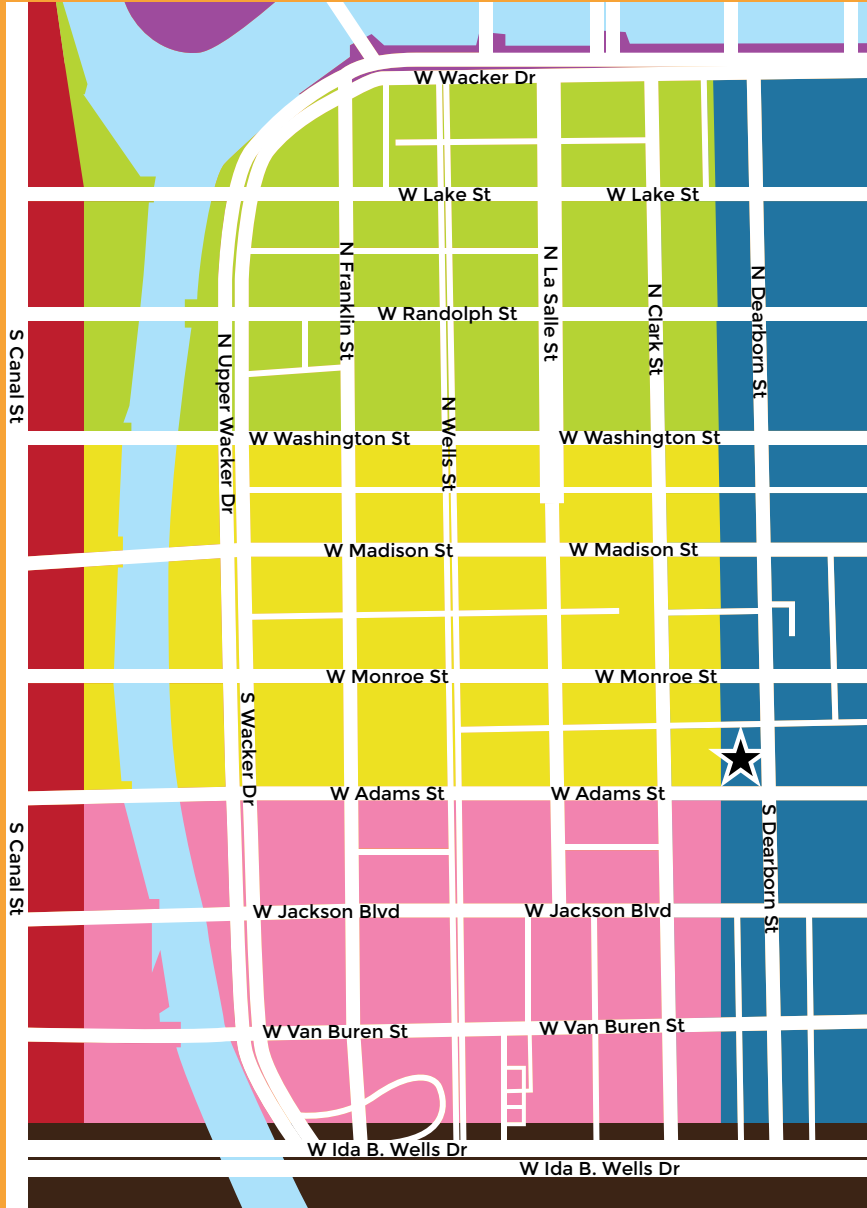 W Wacker Dr
W Lake St
W Lake St
N Franklin St
N La Salle St
N Dearborn St
N Clark St
W Randolph St
S Canal St
N Upper Wacker Dr
N Wells St
W Washington St
W Washington St
W Madison St
W Madison St
W Monroe St
W Monroe St
S Wacker Dr
W Adams St
W Adams St
S Dearborn St
S Canal St
W Jackson Blvd
W Jackson Blvd
W Van Buren St
W Van Buren St
W Ida B. Wells Dr
W Ida B. Wells Dr